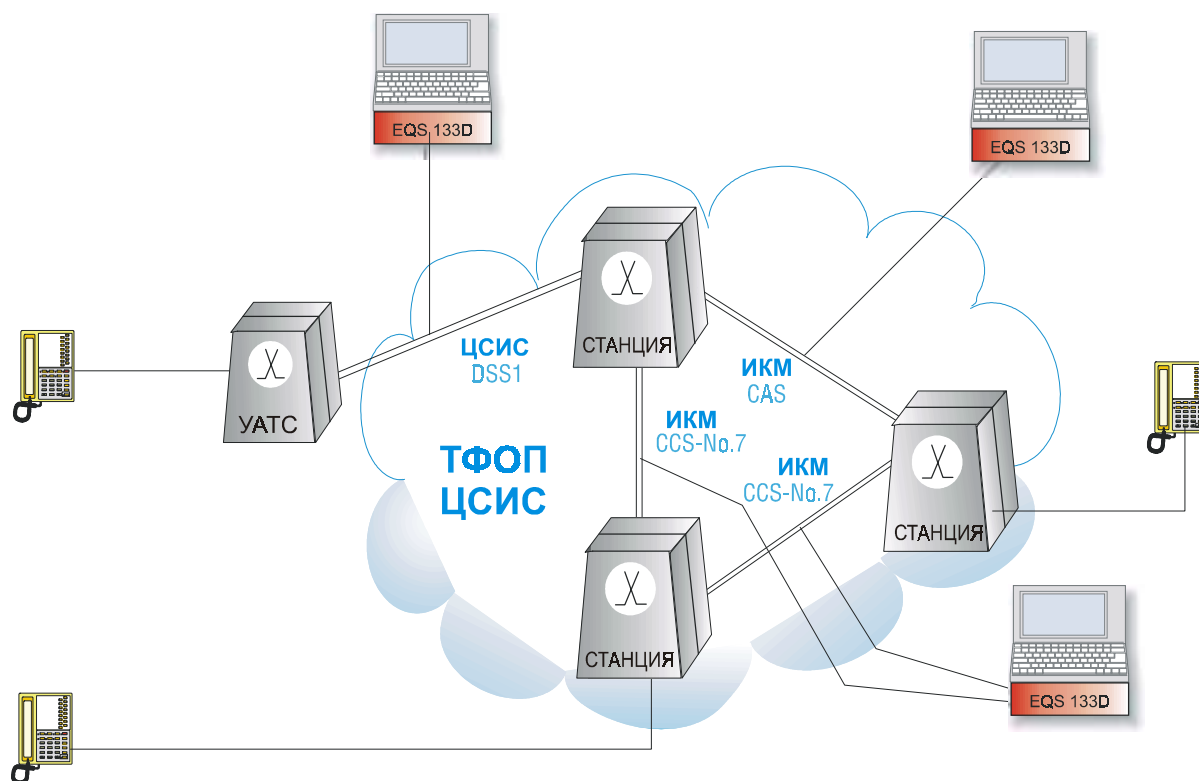 EQS 133D
EQS 133D
СТАНЦИЯ
ЦСИС
DSS1
ИКМ
CAS
УАТС
ИКМ
CCS-No.7
ТФОП
ЦСИС
ИКМ
CCS-No.7
СТАНЦИЯ
СТАНЦИЯ
EQS 133D